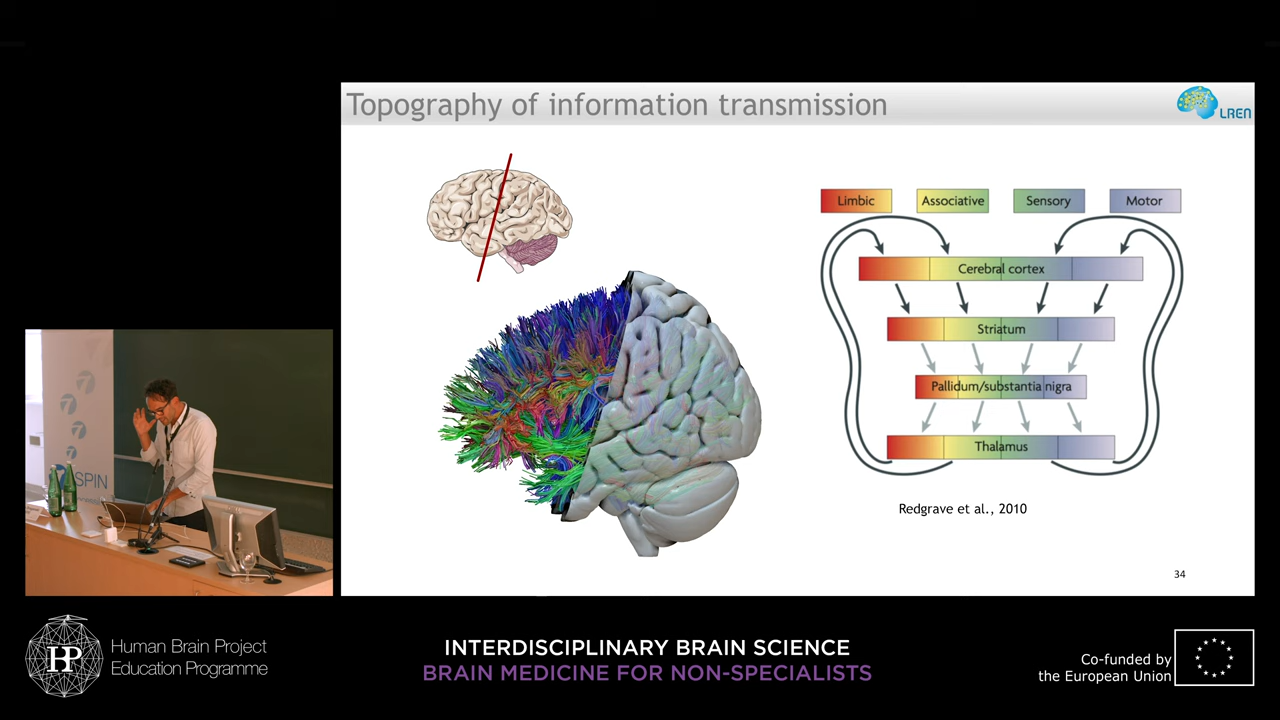 Topography of information transmission
LREN
Limbic
Associative
Sensory
Motor
Cerebral cortex
Striatum
Pallidum/substantia nigra
Thalamus
Redgrave et al., 2010
34
SPIN
HBP
Human Brain Project
Education Programme
INTERDISCIPLINARY BRAIN SCIENCE
BRAIN MEDICINE FOR NON-SPECIALISTS
Co-funded by
the European Union